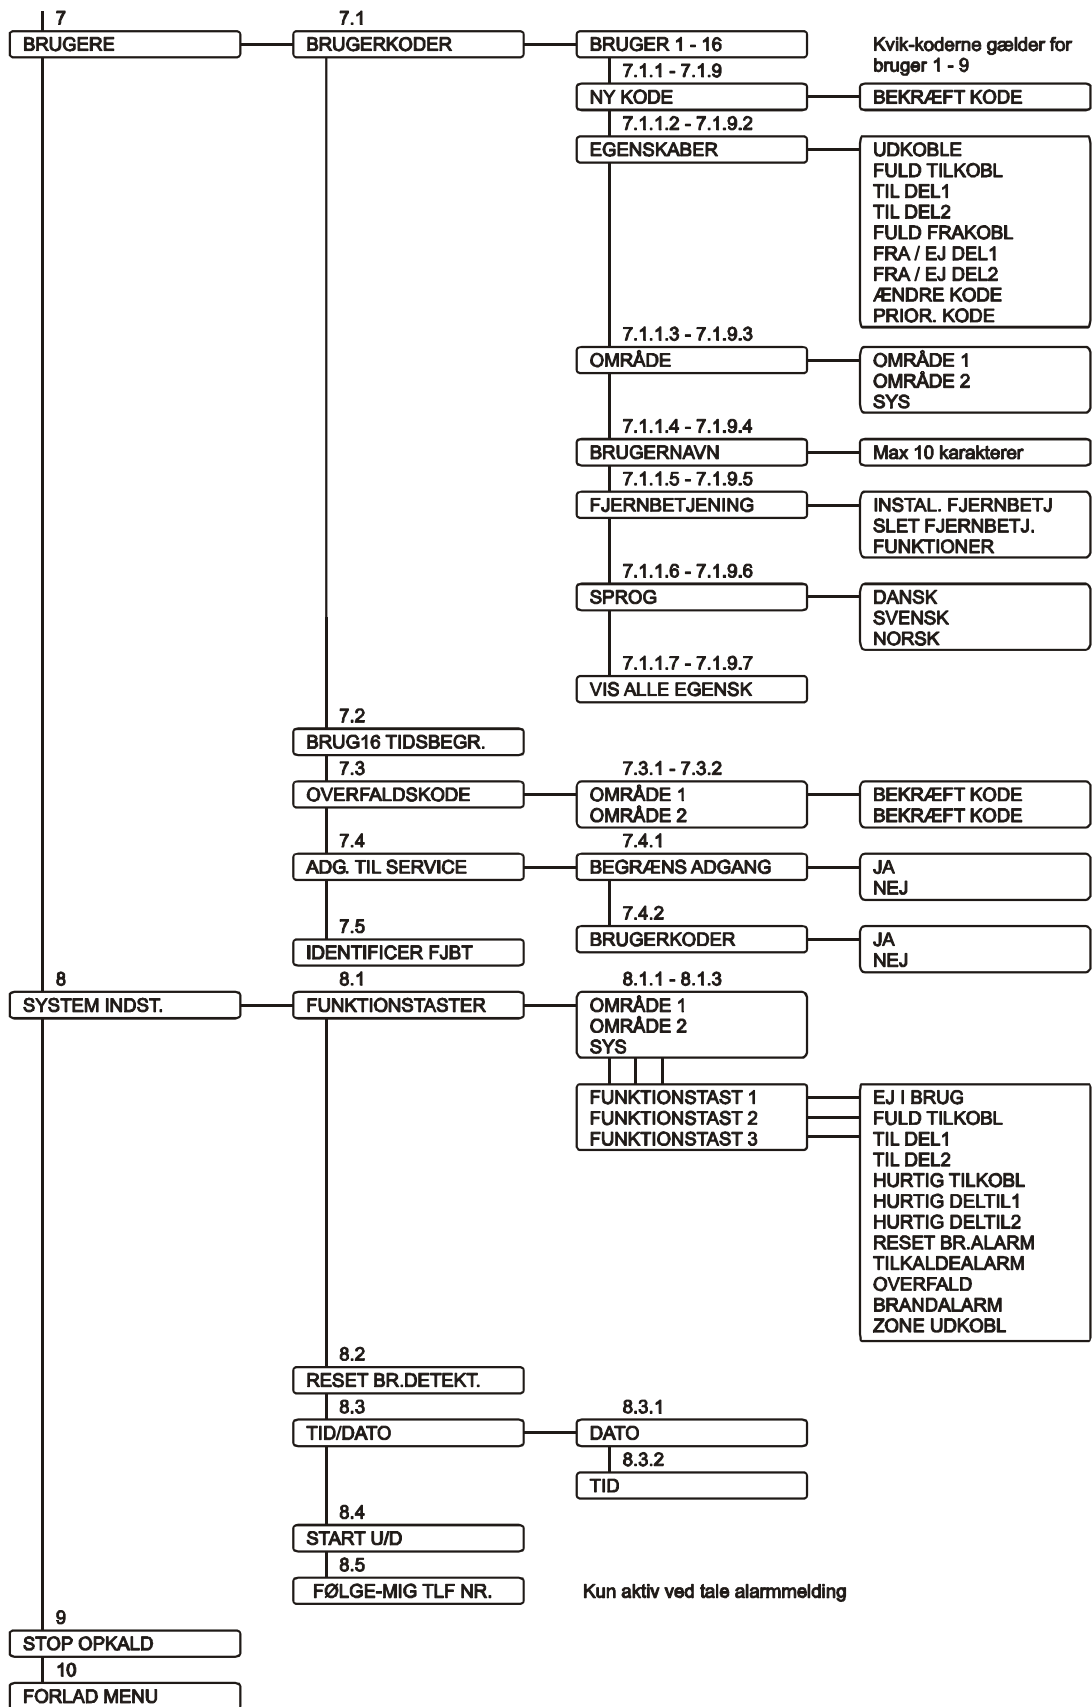 7
7.1
BRUGERE
BRUGERKODER
BRUGER 1 - 16
Kvik-koderne gælder for
bruger 1 - 9
7.1.1 - 7.1.9
NY KODE
BEKRÆFT KODE
7.1.1.2 - 7.1.9.2
EGENSKABER
UDKOBLE
FULD TILKOBL
TIL DEL1
TIL DEL2
FULD FRAKOBL
FRA / EJ DEL1
FRA / EJ DEL2
ÆNDRE KODE
PRIOR. KODE
7.1.1.3 - 7.1.9.3
OMRÅDE
OMRÅDE 1
OMRÅDE 2
SYS
7.1.1.4 - 7.1.9.4
BRUGERNAVN
Max 10 karakterer
7.1.1.5 - 7.1.9.5
FJERNBETJENING
INSTAL. FJERNBETJ
SLET FJERNBETJ.
FUNKTIONER
7.1.1.6 - 7.1.9.6
SPROG
DANSK
SVENSK
NORSK
7.1.1.7 - 7.1.9.7
VIS ALLE EGENSK
7.2
BRUG16 TIDSBEGR.
7.3
7.3.1 - 7.3.2
OVERFALDSKODE
OMRÅDE 1
OMRÅDE 2
BEKRÆFT KODE
BEKRÆFT KODE
7.4
7.4.1
ADG. TIL SERVICE
BEGRÆNS ADGANG
JA
NEJ
7.4.2
BRUGERKODER
JA
NEJ
7.5
IDENTIFICER FJBT
8
8.1
8.1.1 - 8.1.3
SYSTEM INDST.
FUNKTIONSTASTER
OMRÅDE 1
OMRÅDE 2
SYS
FUNKTIONSTAST 1
FUNKTIONSTAST 2
FUNKTIONSTAST 3
EJ I BRUG
FULD TILKOBL
TIL DEL1
TIL DEL2
HURTIG TILKOBL
HURTIG DELTIL1
HURTIG DELTIL2
RESET BR.ALARM
TILKALDEALARM
OVERFALD
BRANDALARM
ZONE UDKOBL
8.2
RESET BR.DETEKT.
8.3
8.3.1
TID/DATO
DATO
8.3.2
TID
8.4
START U/D
8.5
FØLGE-MIG TLF NR.
Kun aktiv ved tale alarmmelding
9
STOP OPKALD
10
FORLAD MENU